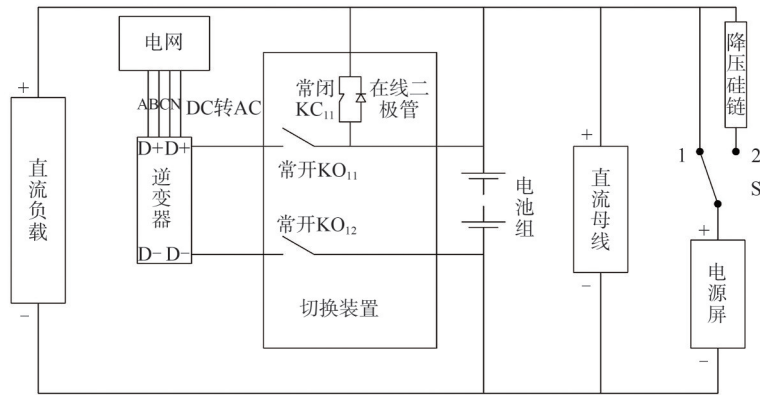 电网
ABCN
DC转AC
常闭
KC₁₁
在线二
极管
降压硅链
+
直流负载
−
D+D+
逆变器
D−D−
常开KO₁₁
常开KO₁₂
切换装置
电池组
+
直流母线
−
1
2
S
+
电源屏
−